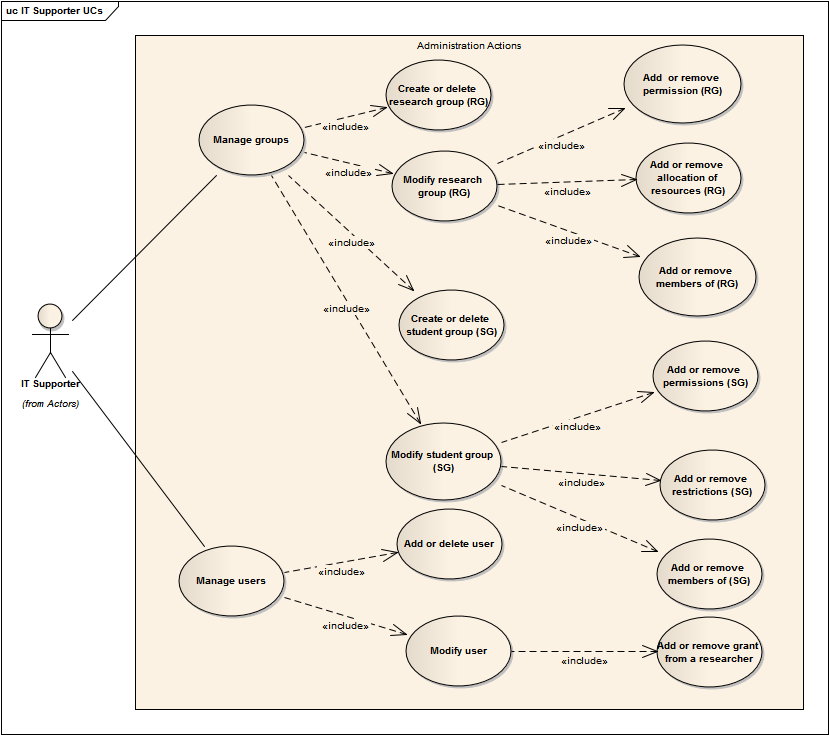 uc IT Supporter UCs
Administration Actions
Create or delete
research group (RG)
Add  or remove
permission (RG)
Manage groups
«include»
«include»
«include»
Modify research
group (RG)
Add or remove
allocation of
resources (RG)
«include»
«include»
«include»
Add or remove
members of (RG)
«include»
Create or delete
student group (SG)
IT Supporter
(from Actors)
Add or remove
permissions (SG)
«include»
Modify student group
(SG)
«include»
Add or remove
restrictions (SG)
«include»
Add or delete user
Add or remove
members of (SG)
Manage users
«include»
«include»
Modify user
«include»
Add or remove grant
from a researcher